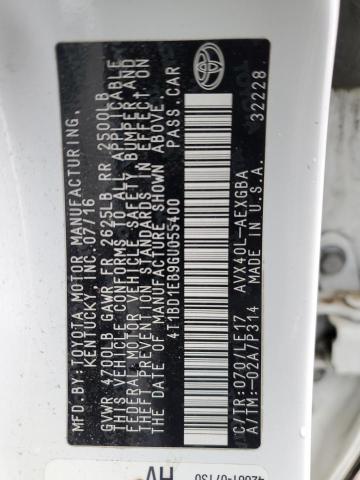 MFD.BY:TOYOTA MOTOR MANUFACTURING,
KENTUCKY, INC. 07/16
GVWR 4700LB GAWR FR 2625LB RR 2500LB
THIS VEHICLE CONFORMS TO ALL APPLICABLE
FEDERAL MOTOR VEHICLE SAFETY, BUMPER, AND
THEFT PREVENTION STANDARDS IN EFFECT ON
THE DATE OF MANUFACTURE SHOWN ABOVE.
4T1BD1EB9GU055400 PASS.CAR
TOYOTA
32228
C/TR:070/LE17 AVX40L-AEXGBA
A/TM:-02A/P314 MADE IN U.S.A.
HV